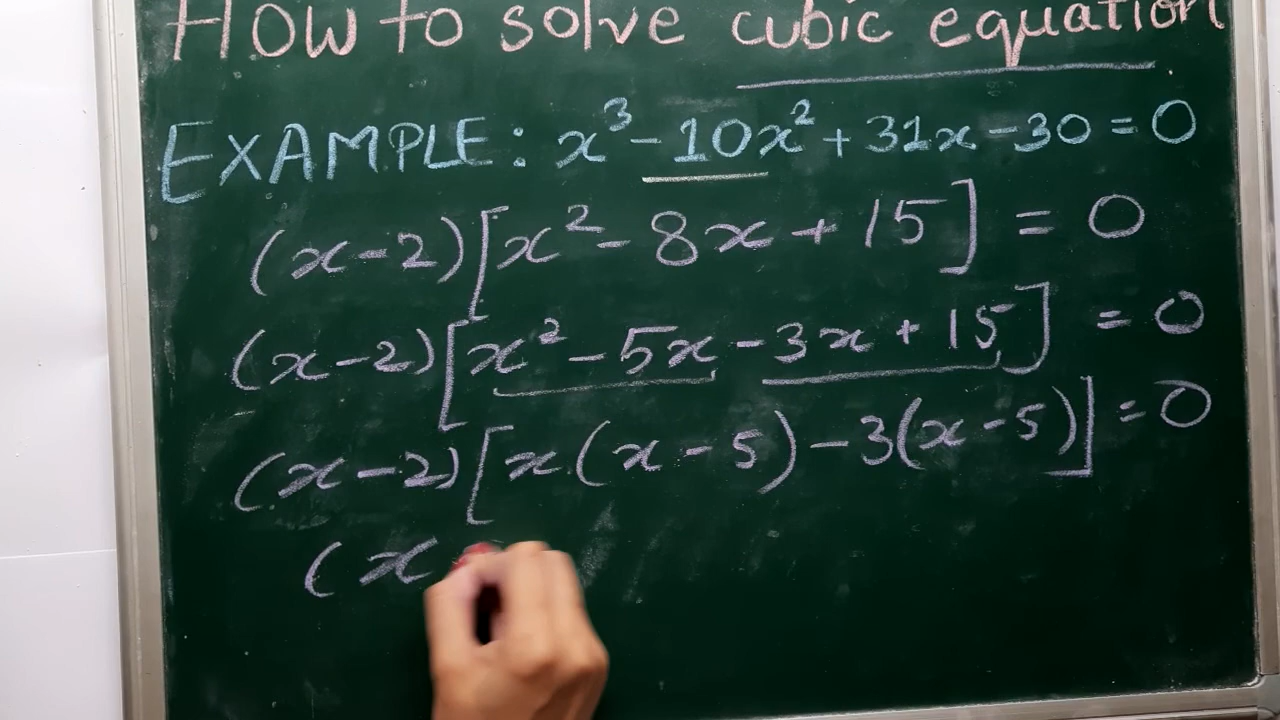 How to solve cubic equation
EXAMPLE: x³ - 10x² + 31x - 30 = 0
(x-2)[x² - 8x + 15] = 0
(x-2)[x² - 5x - 3x + 15] = 0
(x-2)[x(x-5) - 3(x-5)] = 0
(x